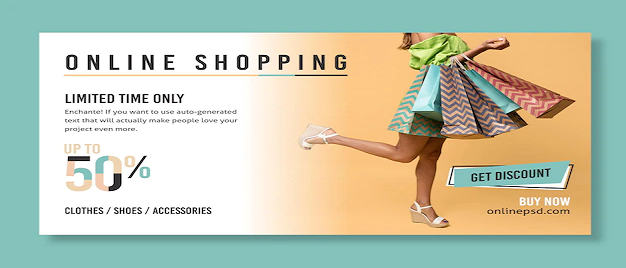 ONLINE SHOPPING
LIMITED TIME ONLY
Enchante! If you want to use auto-generated
text that will actually make people love your
project even more.
UP TO
50%
CLOTHES / SHOES / ACCESSORIES
GET DISCOUNT
BUY NOW
onlinepsd.com